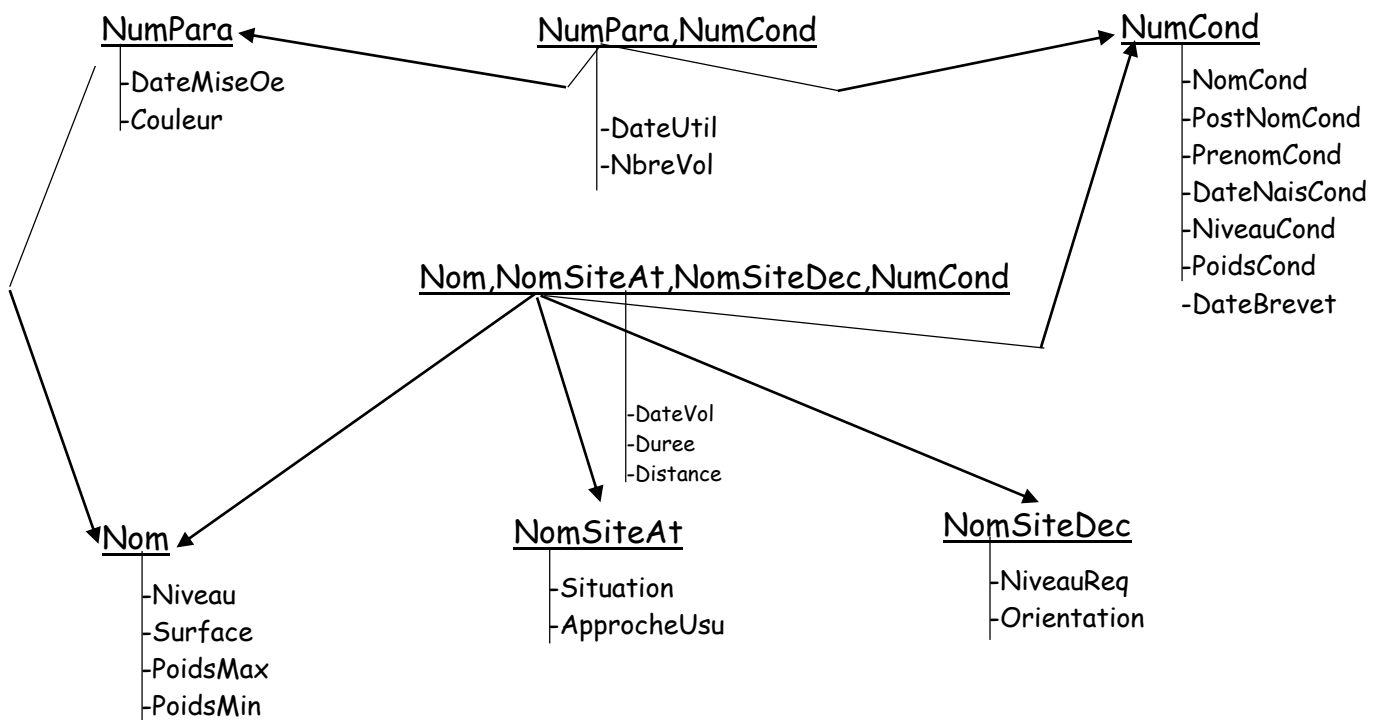 NumPara
-DateMiseOe
-Couleur
NumPara,NumCond
-DateUtil
-NbreVol
NumCond
-NomCond
-PostNomCond
-PrenomCond
-DateNaisCond
-NiveauCond
-PoidsCond
-DateBrevet
Nom,NomSiteAt,NomSiteDec,NumCond
-DateVol
-Duree
-Distance
Nom
-Niveau
-Surface
-PoidsMax
-PoidsMin
NomSiteAt
-Situation
-ApprocheUsu
NomSiteDec
-NiveauReq
-Orientation